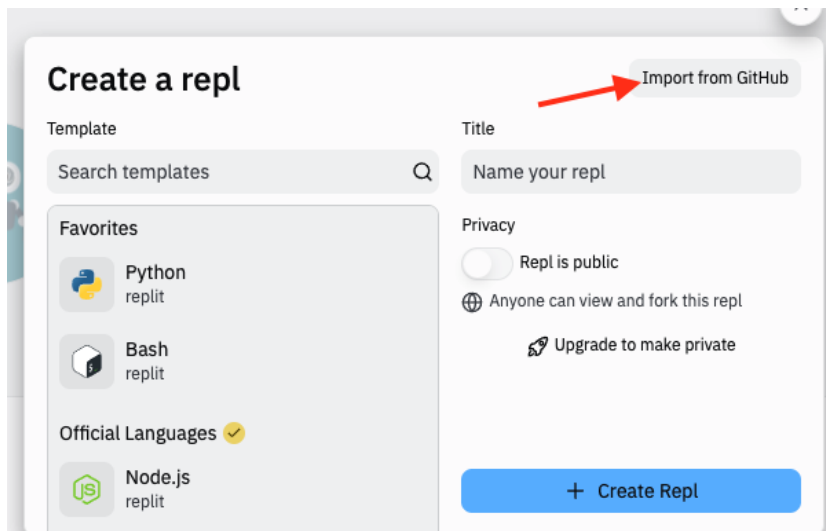 Create a repl
Import from GitHub
Template
Search templates
Favorites
Python
replit
Bash
replit
Official Languages
Node.js
replit
Title
Name your repl
Privacy
Repl is public
Anyone can view and fork this repl
Upgrade to make private
+ Create Repl